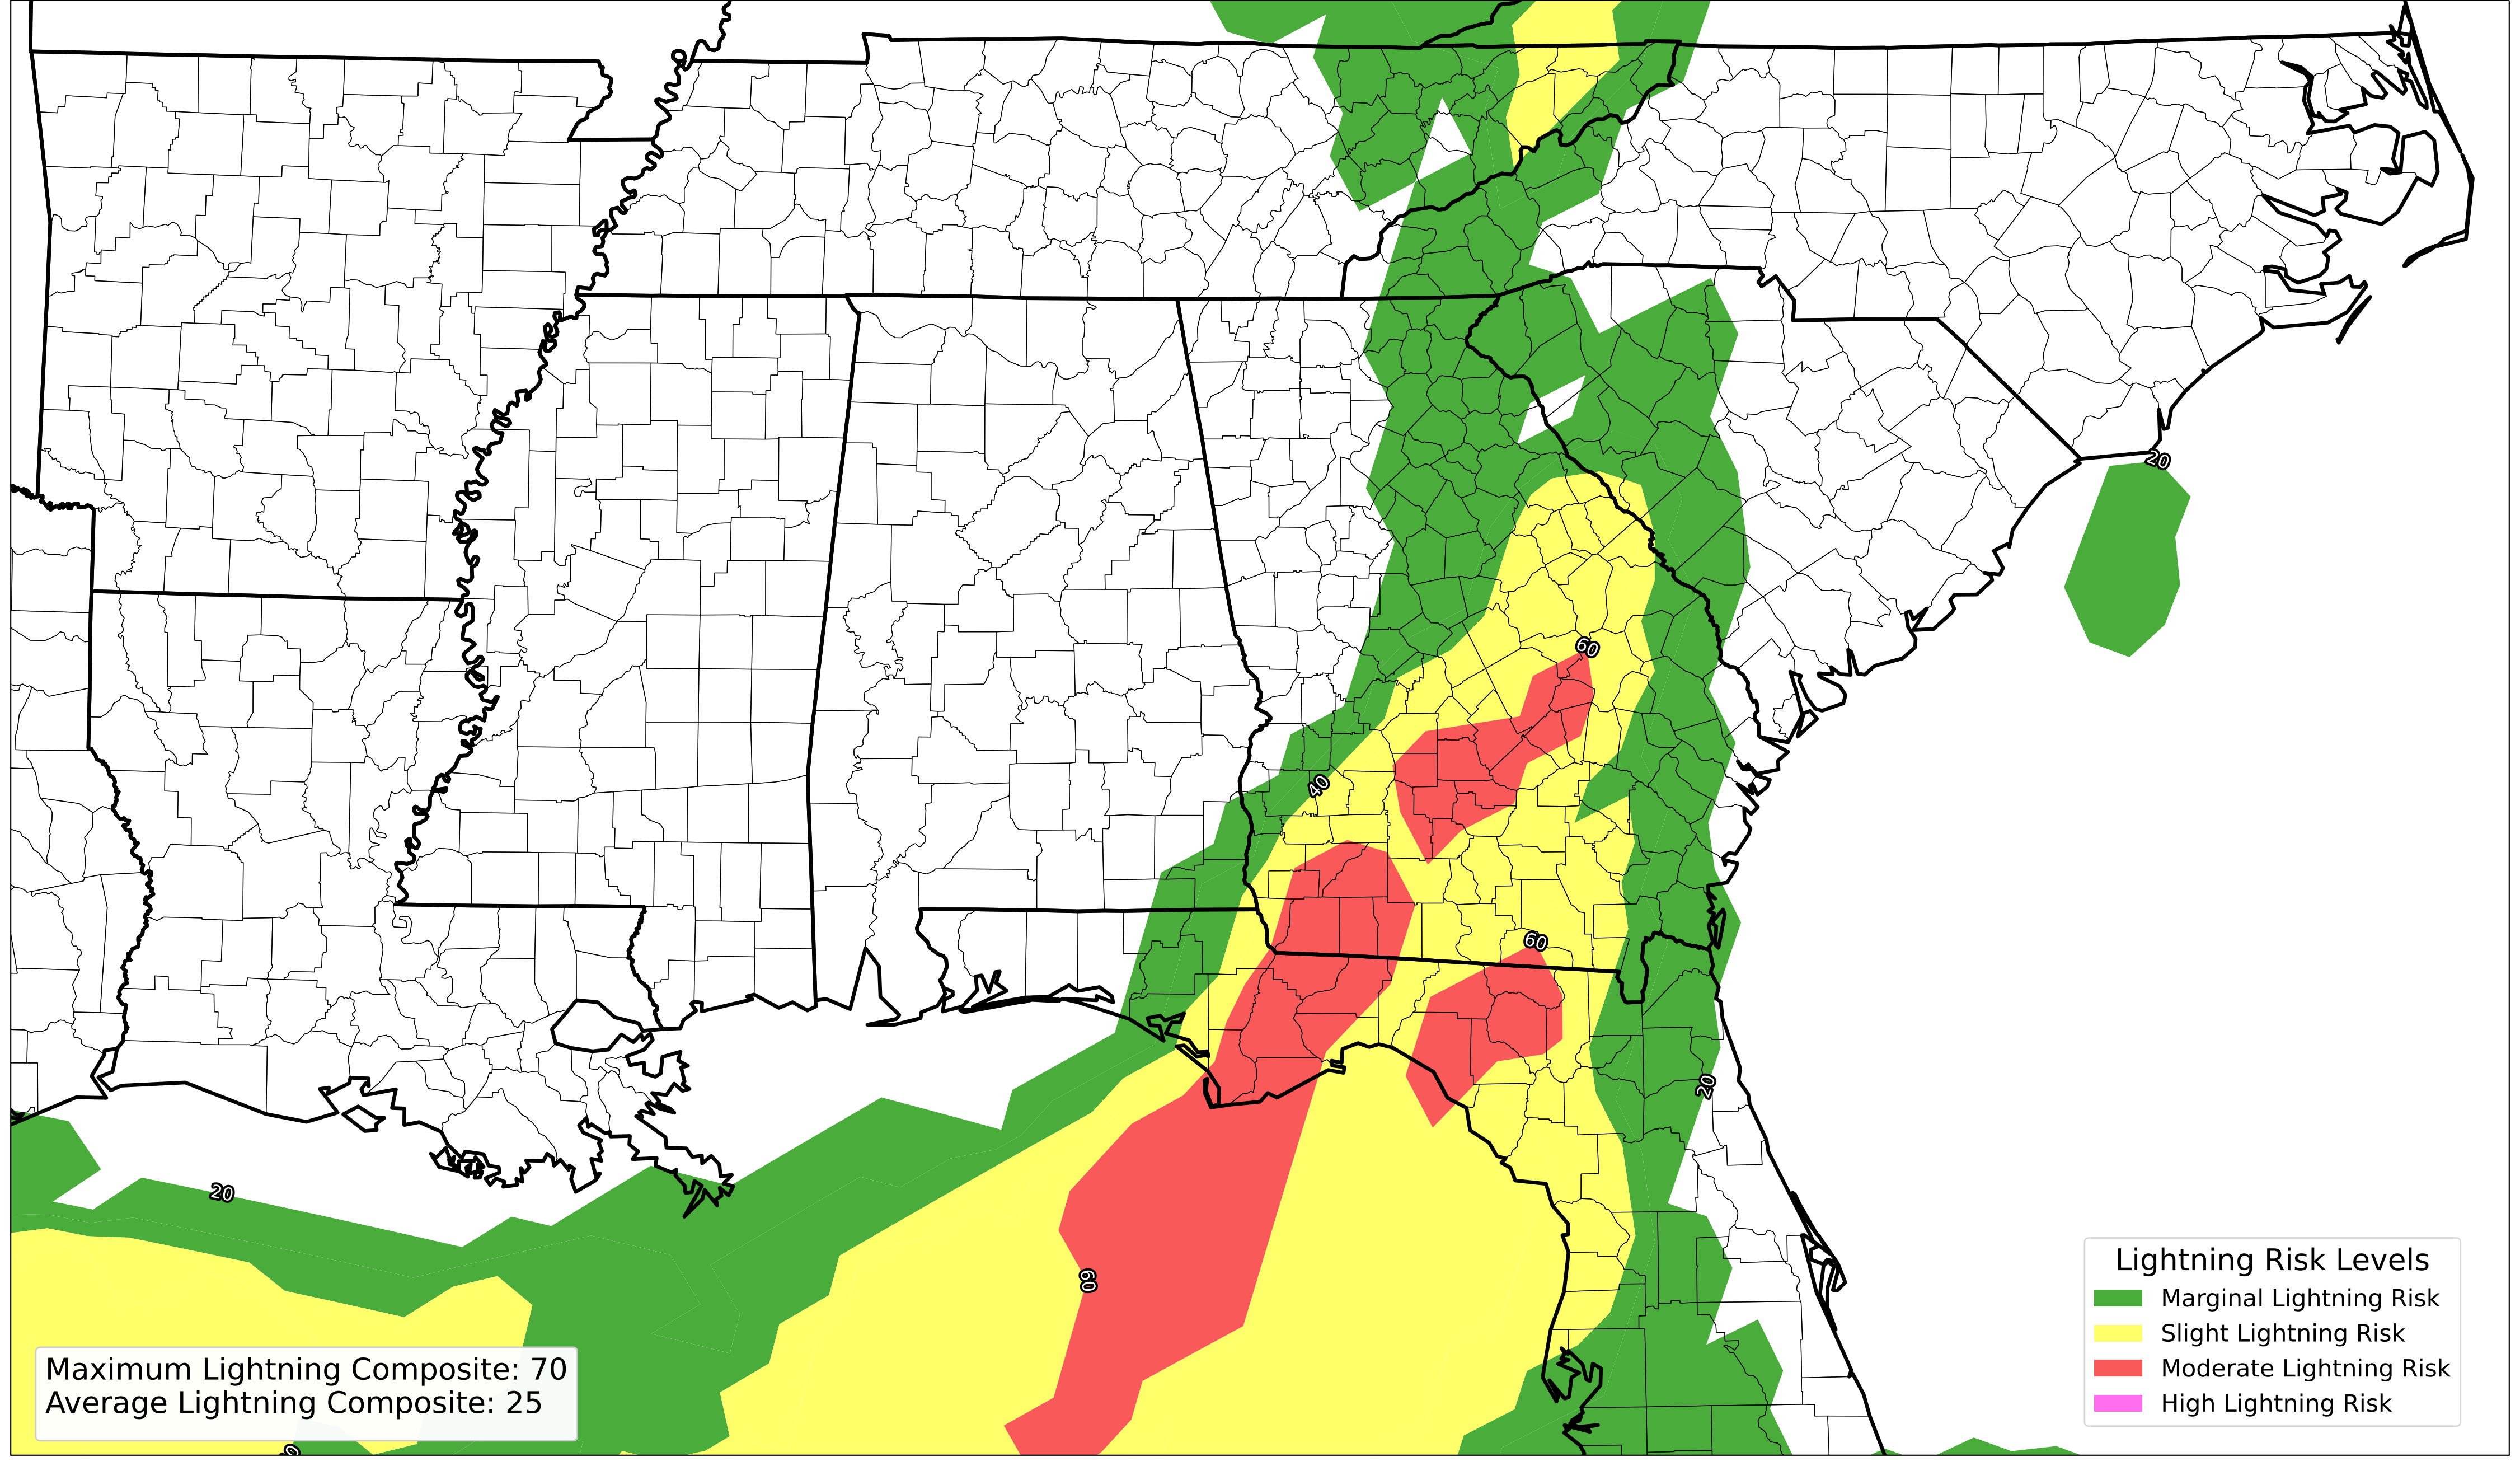 20
60
40
60
20
20
60
Lightning Risk Levels
Marginal Lightning Risk
Slight Lightning Risk
Moderate Lightning Risk
High Lightning Risk
Maximum Lightning Composite: 70
Average Lightning Composite: 25